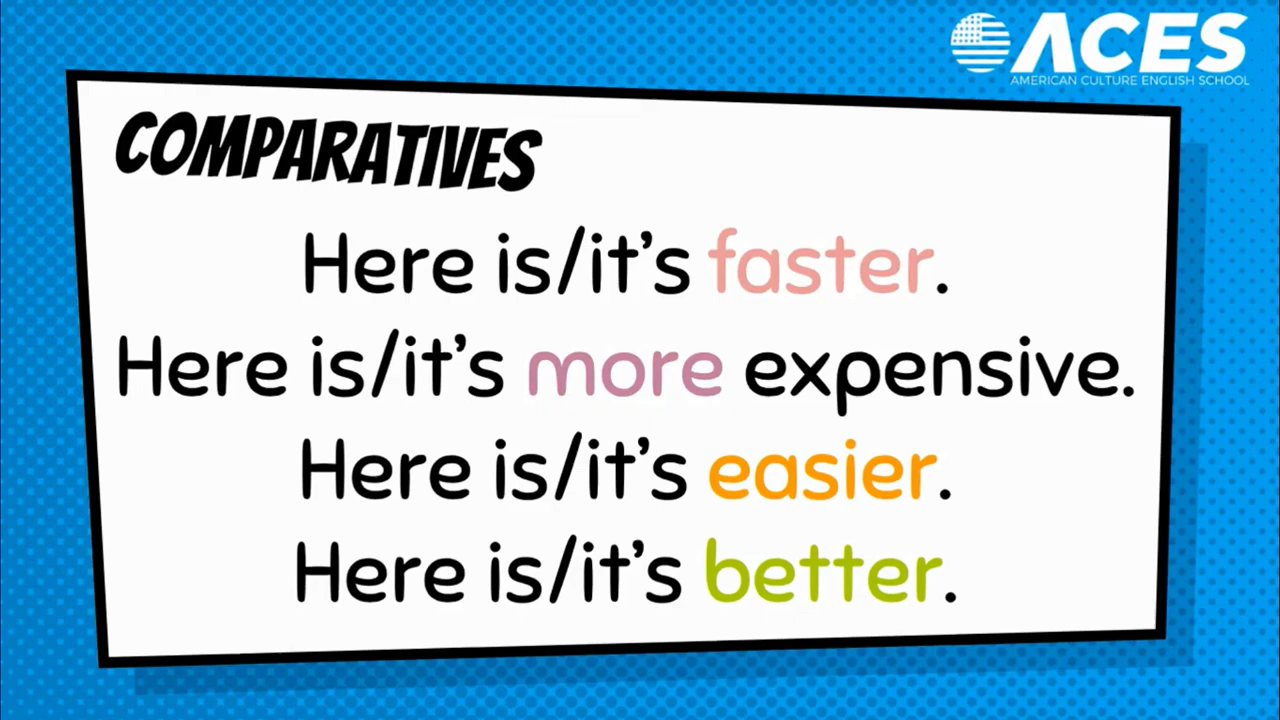 ACES
AMERICAN CULTURE ENGLISH SCHOOL
COMPARATIVES
Here is/it’s faster.
Here is/it’s more expensive.
Here is/it’s easier.
Here is/it’s better.